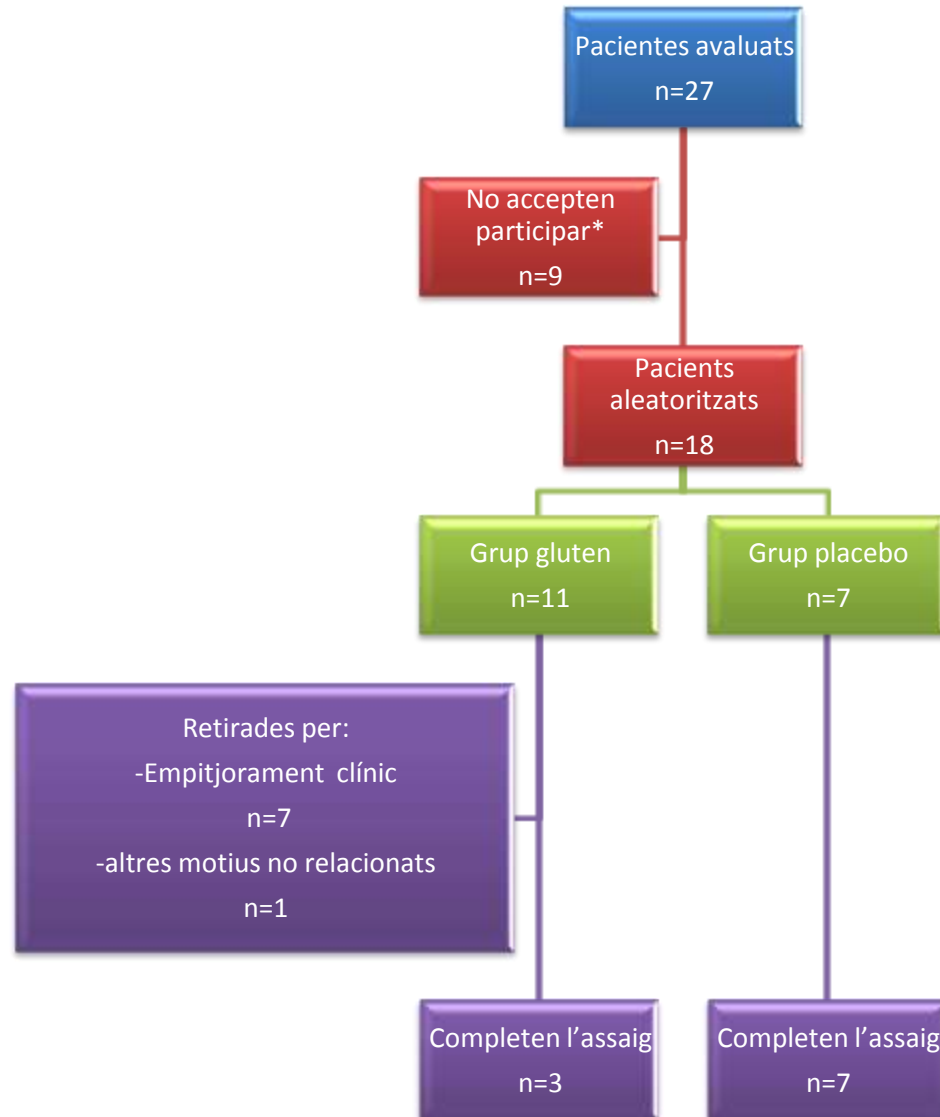 Pacientes avaluats
n=27
No accepten
participar*
n=9
Pacients
aleatoritzats
n=18
Grup gluten
n=11
Grup placebo
n=7
Retirades per:
-Empitjorament clínic
n=7
-altres motius no relacionats
n=1
Completen l’assaig
n=3
Completen l’assaig
n=7